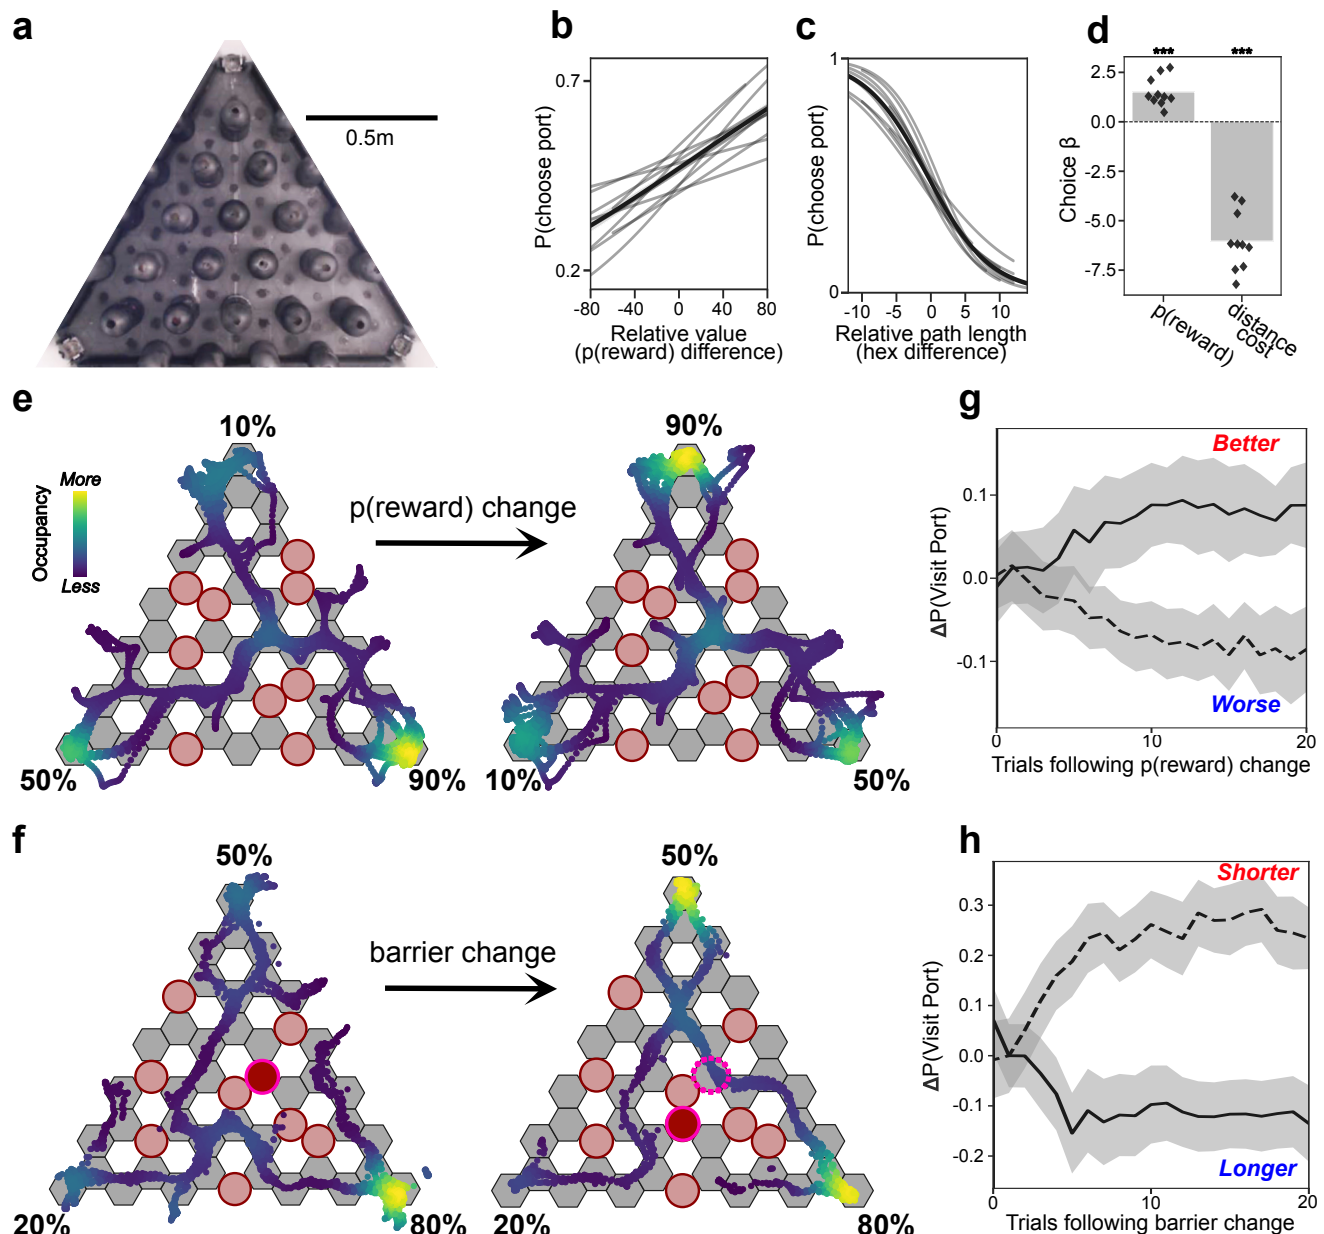 a
0.5m
b
P(choose port)
0.7
0.2
-80
-40
0
40
80
Relative value
(p(reward) difference)
c
P(choose port)
1
0
-10
-5
0
5
10
Relative path length
(hex difference)
d
***
***
Choice β
2.5
0.0
-2.5
-5.0
-7.5
p(reward)
distance
cost
e
Occupancy
More
Less
10%
50%
90%
p(reward) change
90%
10%
50%
g
ΔP(Visit Port)
0.1
0.0
-0.1
Better
Worse
0
10
20
Trials following p(reward) change
f
50%
20%
80%
barrier change
50%
20%
80%
h
ΔP(Visit Port)
0.3
0.2
0.1
0.0
-0.1
-0.2
Shorter
Longer
0
10
20
Trials following barrier change